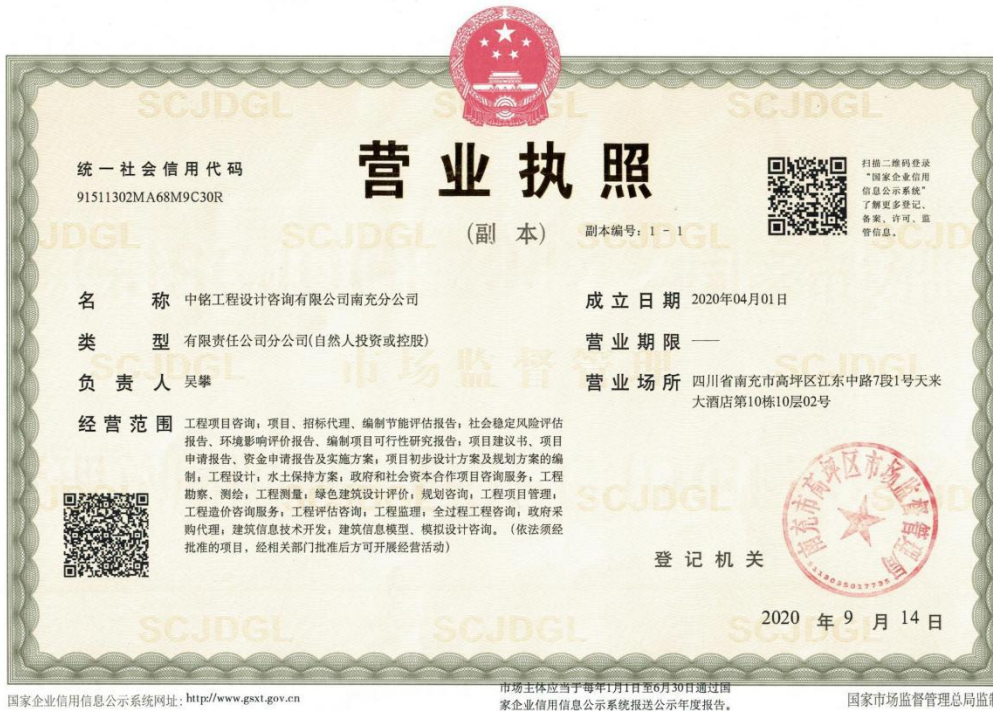 统一社会信用代码
91511302MA68M9C30R
营业执照
(副 本)
副本编号：1 - 1
扫描二维码登录
“国家企业信用
信息公示系统”
了解更多登记、
备案、许可、监
管信息。
名 称 中铭工程设计咨询有限公司南充分公司
类 型 有限责任公司分公司(自然人投资或控股)
负 责 人 吴攀
经 营 范 围 工程项目咨询；项目、招标代理、编制节能评估报告；社会稳定风险评估
报告、环境影响评价报告、编制项目可行性研究报告；项目建议书、项目
申请报告、资金申请报告及实施方案；项目初步设计方案及规划方案的编
制；工程设计；水土保持方案；政府和社会资本合作项目咨询服务；工程
勘察、测绘；工程测量；绿色建筑设计评价；规划咨询；工程项目管理；
工程造价咨询服务；工程评估咨询；工程监理，全过程工程咨询；政府采
购代理；建筑信息技术开发；建筑信息模型、模拟设计咨询。（依法须经
批准的项目，经相关部门批准后方可开展经营活动）
成 立 日 期 2020年04月01日
营 业 期 限 ——
营 业 场 所 四川省南充市高坪区江东中路7段1号天来
大酒店第10栋10层02号
登 记 机 关
南充市高坪区市场监督管理局
5113035017735
2020 年 9 月 14 日
SCJDGL
市场监督管理
国家企业信用信息公示系统网址：http://www.gsxt.gov.cn
市场主体应当于每年1月1日至6月30日通过国
家企业信用信息公示系统报送公示年度报告。
国家市场监督管理总局监制